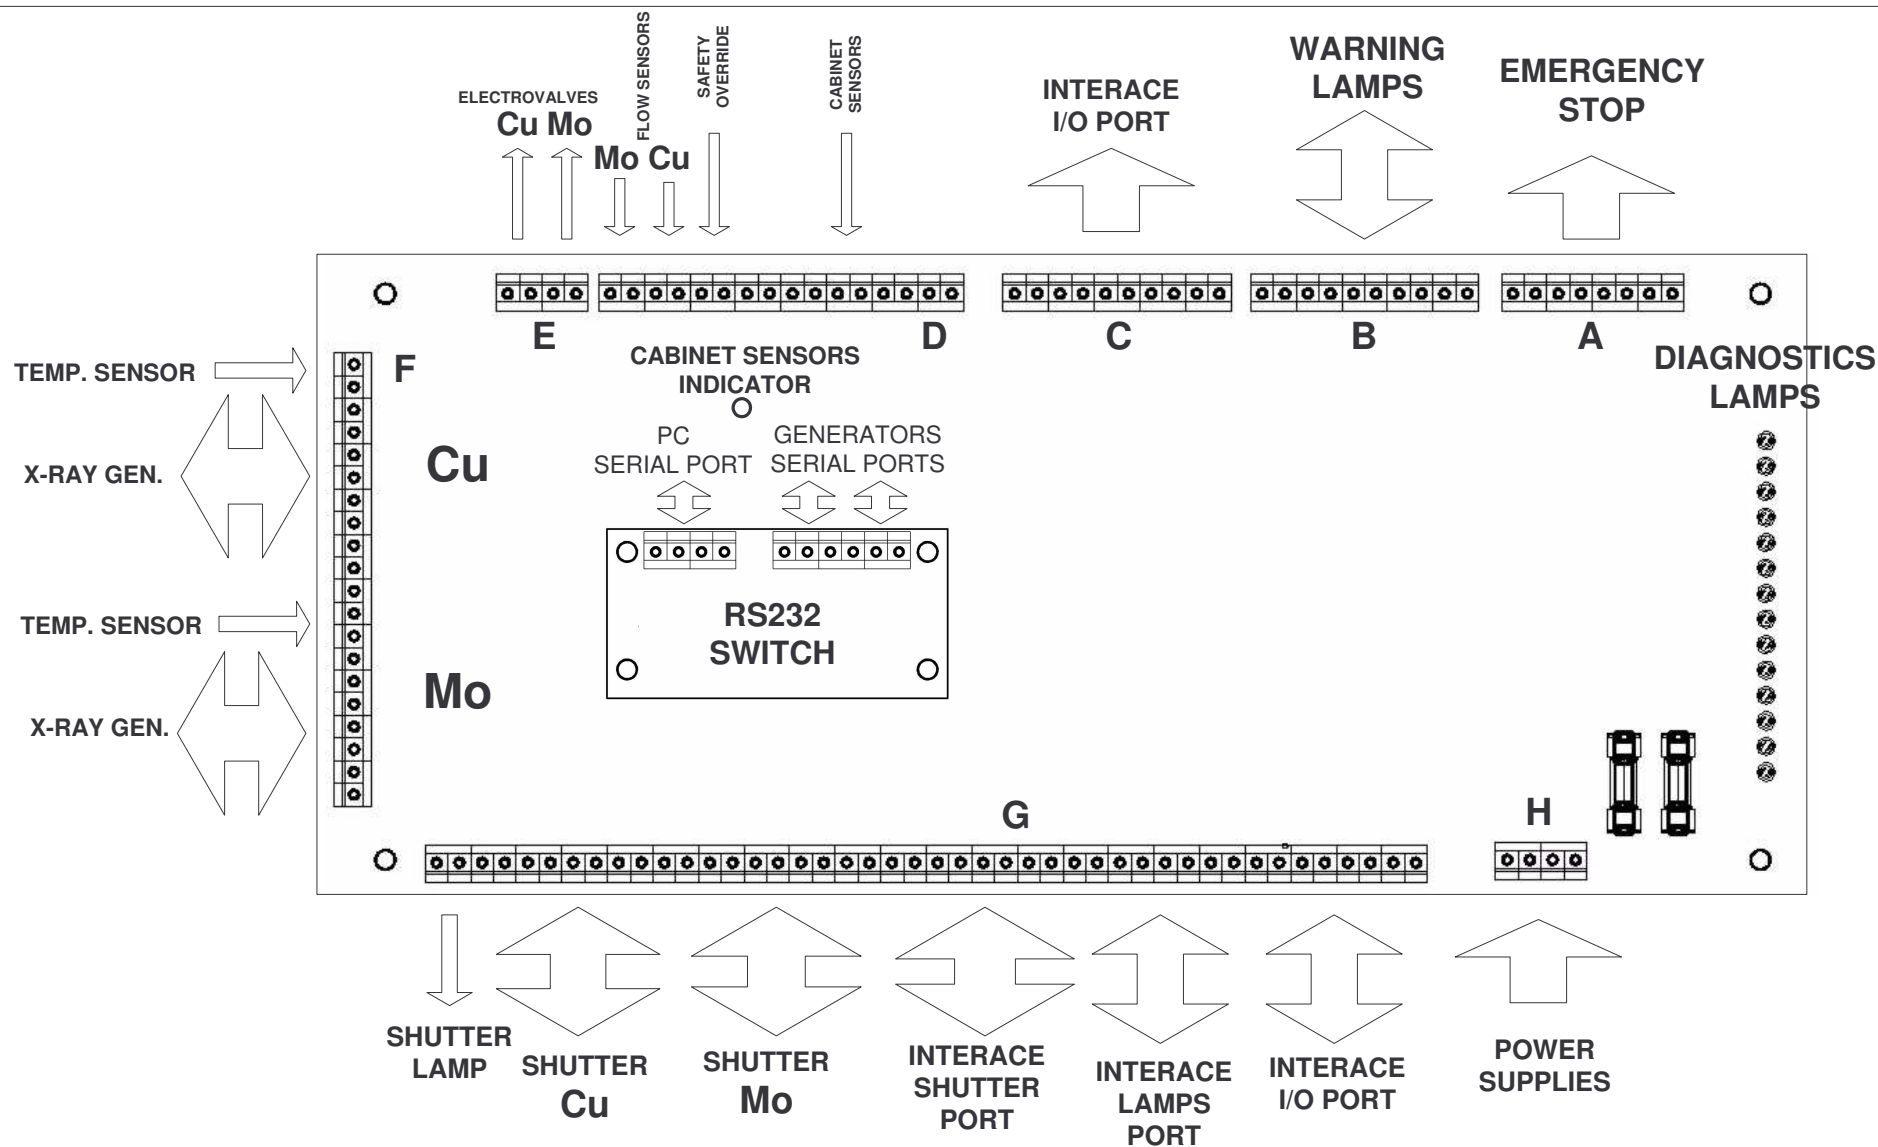 ELECTROVALVES
Cu Mo
FLOW SENSORS
Mo Cu
SAFETY
OVERRIDE
CABINET
SENSORS
INTERACE
I/O PORT
WARNING
LAMPS
EMERGENCY
STOP
E
D
C
B
A
F
TEMP. SENSOR
X-RAY GEN.
Cu
TEMP. SENSOR
X-RAY GEN.
Mo
CABINET SENSORS
INDICATOR
PC
SERIAL PORT
GENERATORS
SERIAL PORTS
RS232
SWITCH
DIAGNOSTICS
LAMPS
G
H
SHUTTER
LAMP
SHUTTER
Cu
SHUTTER
Mo
INTERACE
SHUTTER
PORT
INTERACE
LAMPS
PORT
INTERACE
I/O PORT
POWER
SUPPLIES